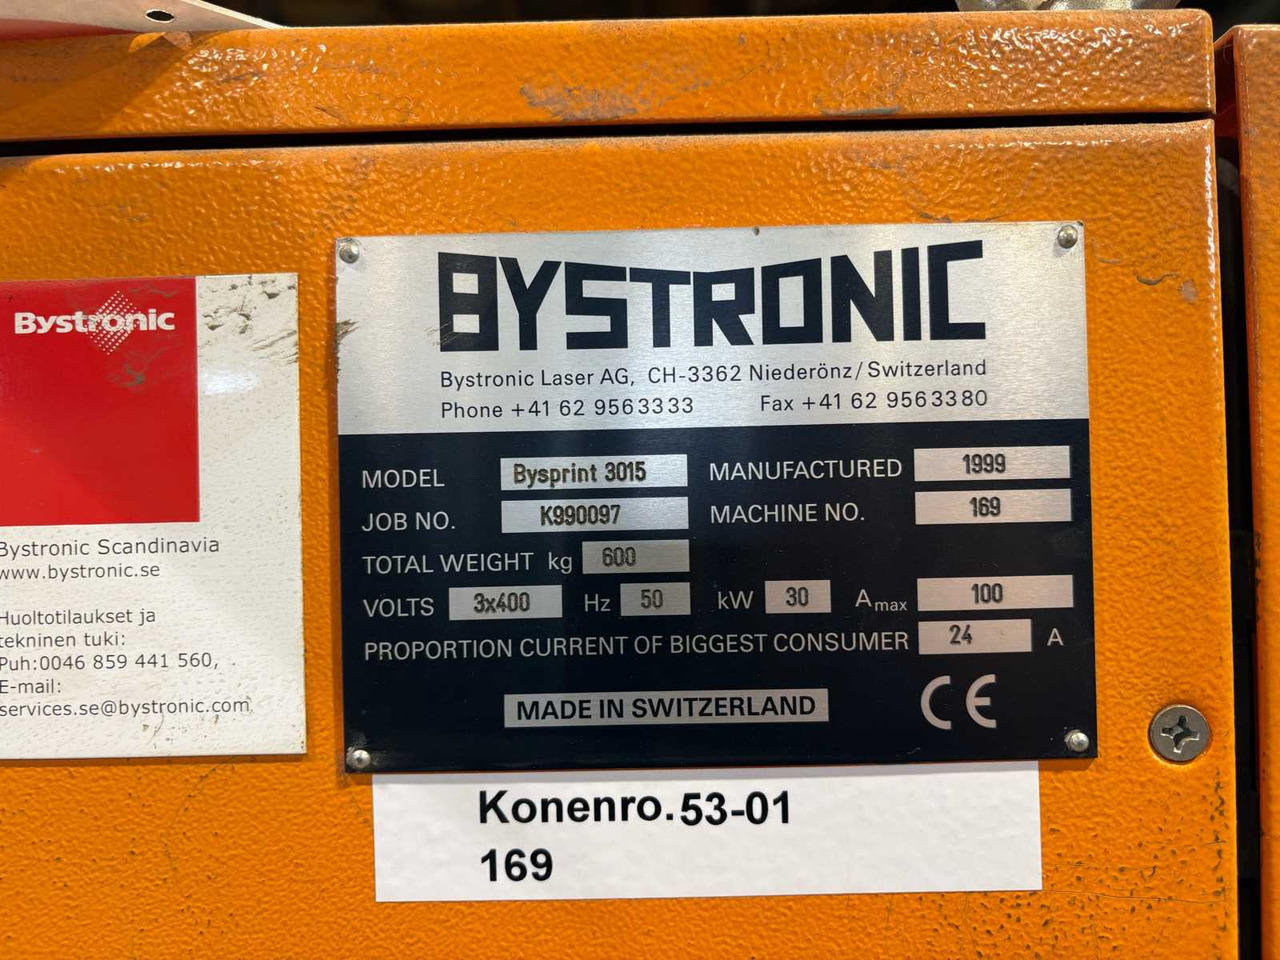 Bystronic
Bystronic Scandinavia
www.bystronic.se
Huoltotilaukset ja
tekninen tuki:
Puh:0046 859 441 560,
E-mail:
services.se@bystronic.com
BYSTRONIC
Bystronic Laser AG, CH-3362 Niederönz/Switzerland
Phone +41 62 9563333 Fax +41 62 9563380
MODEL Bysprint 3015 MANUFACTURED 1999
JOB NO. K990097 MACHINE NO. 169
TOTAL WEIGHT kg 600
VOLTS 3x400 Hz 50 kW 30 Amax 100
PROPORTION CURRENT OF BIGGEST CONSUMER 24 A
MADE IN SWITZERLAND CE
Konenro.53-01
169